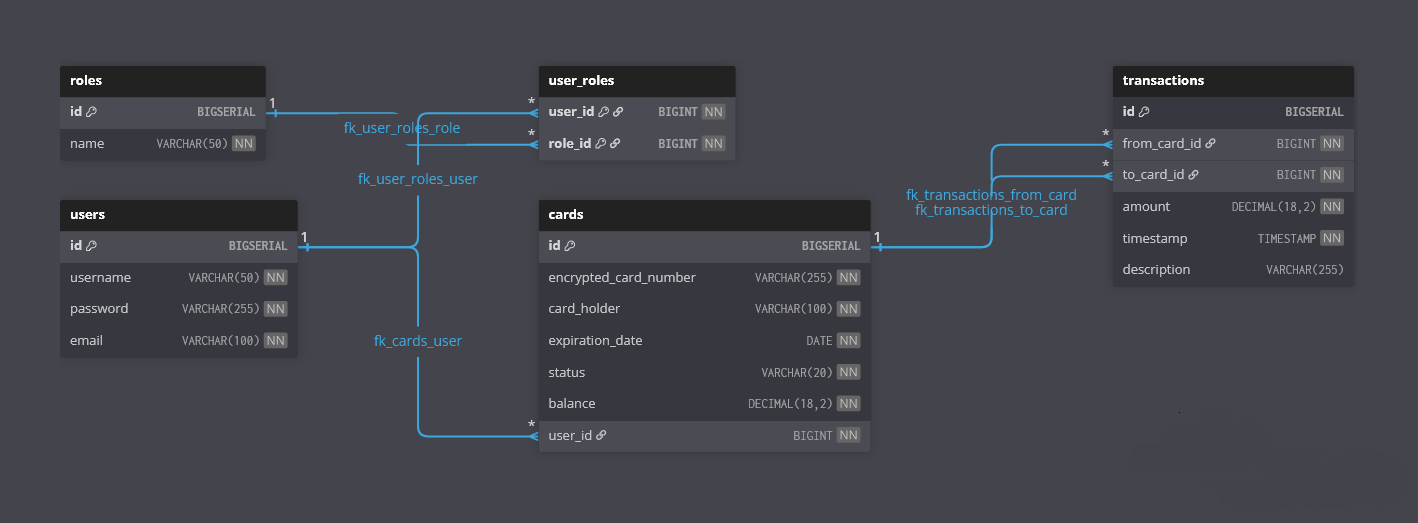 roles
id BIGSERIAL
name VARCHAR(50) NN
1
fk_user_roles_role
user_roles
* user_id BIGINT NN
* role_id BIGINT NN
fk_user_roles_user
users
id BIGSERIAL
username VARCHAR(50) NN
password VARCHAR(255) NN
email VARCHAR(100) NN
1
fk_cards_user
cards
id BIGSERIAL
encrypted_card_number VARCHAR(255) NN
card_holder VARCHAR(100) NN
expiration_date DATE NN
status VARCHAR(20) NN
balance DECIMAL(18,2) NN
* user_id BIGINT NN
1
fk_transactions_from_card
fk_transactions_to_card
transactions
id BIGSERIAL
* from_card_id BIGINT NN
* to_card_id BIGINT NN
amount DECIMAL(18,2) NN
timestamp TIMESTAMP NN
description VARCHAR(255)